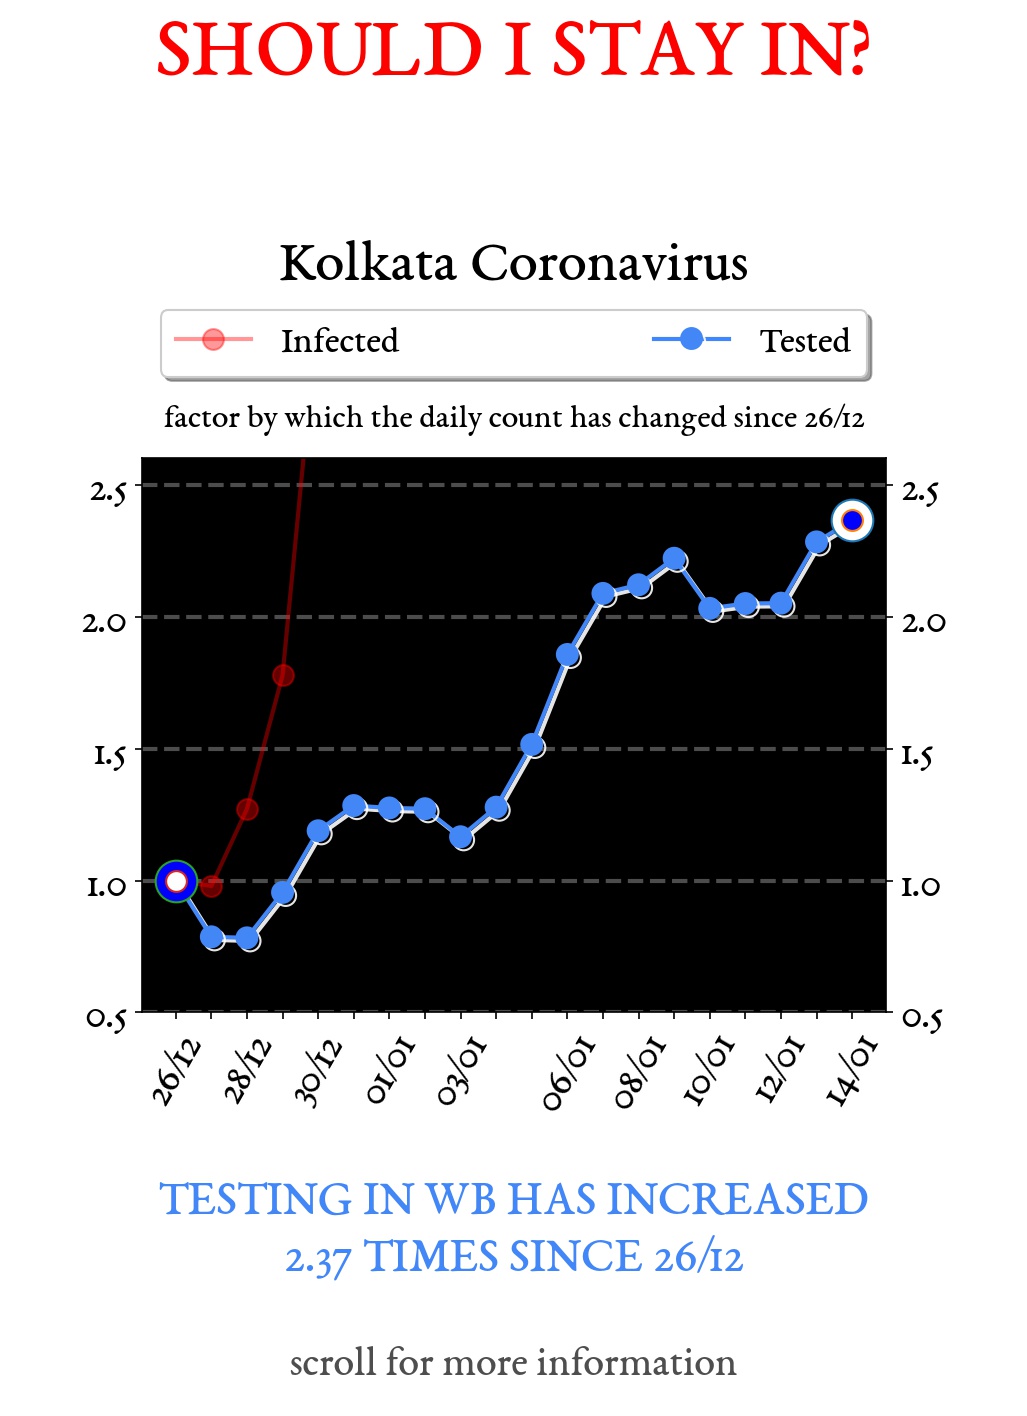 SHOULD I STAY IN?
Kolkata Coronavirus
Infected Tested
factor by which the daily count has changed since 26/12
2.5 2.5
2.0 2.0
1.5 1.5
1.0 1.0
0.5 0.5
26/12 28/12 30/12 01/01 03/01 06/01 08/01 10/01 12/01 14/01
TESTING IN WB HAS INCREASED
2.37 TIMES SINCE 26/12
scroll for more information